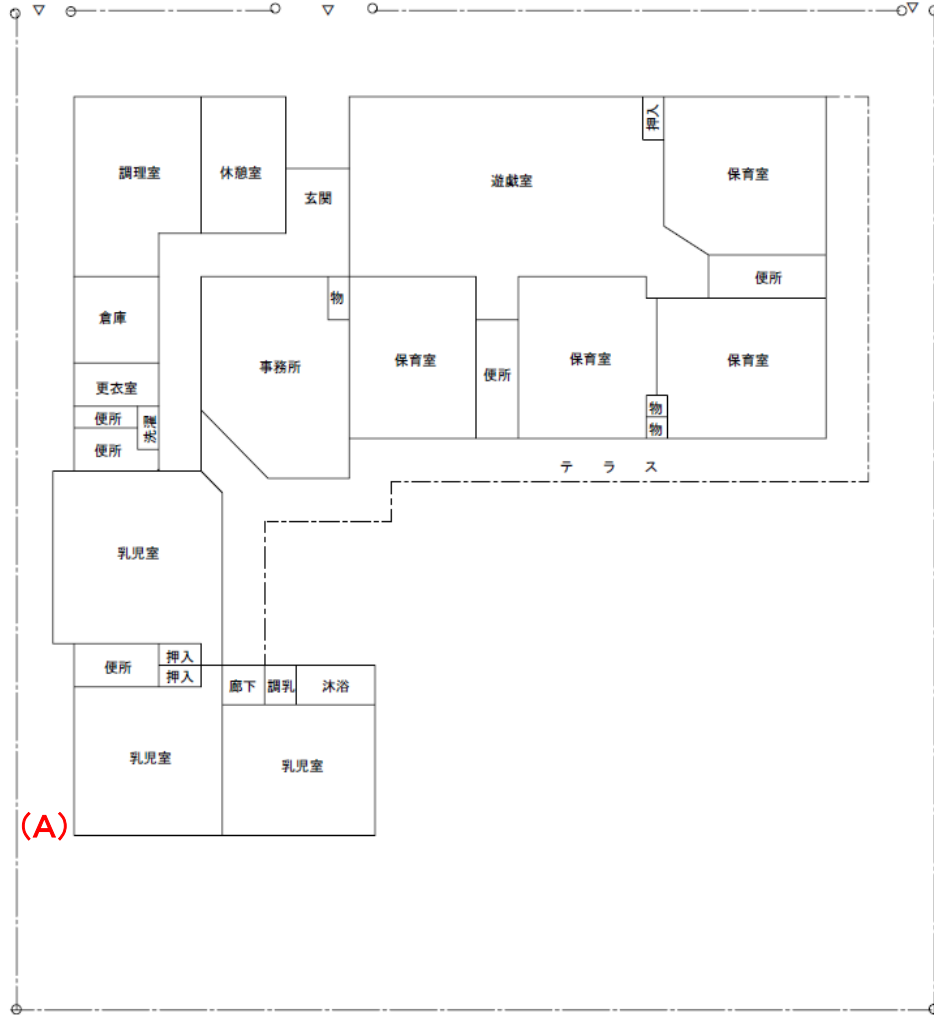 調理室
休憩室
玄関
遊戯室
押入
保育室
便所
倉庫
物
事務所
保育室
便所
保育室
保育室
更衣室
便所
洗濯
便所
物
物
テラス
乳児室
便所
押入
押入
廊下
調乳
沐浴
乳児室
乳児室
(A)